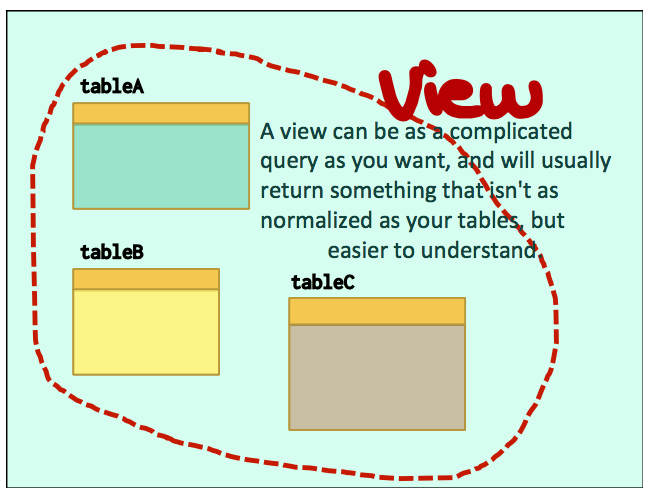 View
tableA
A view can be as a complicated
query as you want, and will usually
return something that isn't as
normalized as your tables, but
easier to understand
tableB
tableC